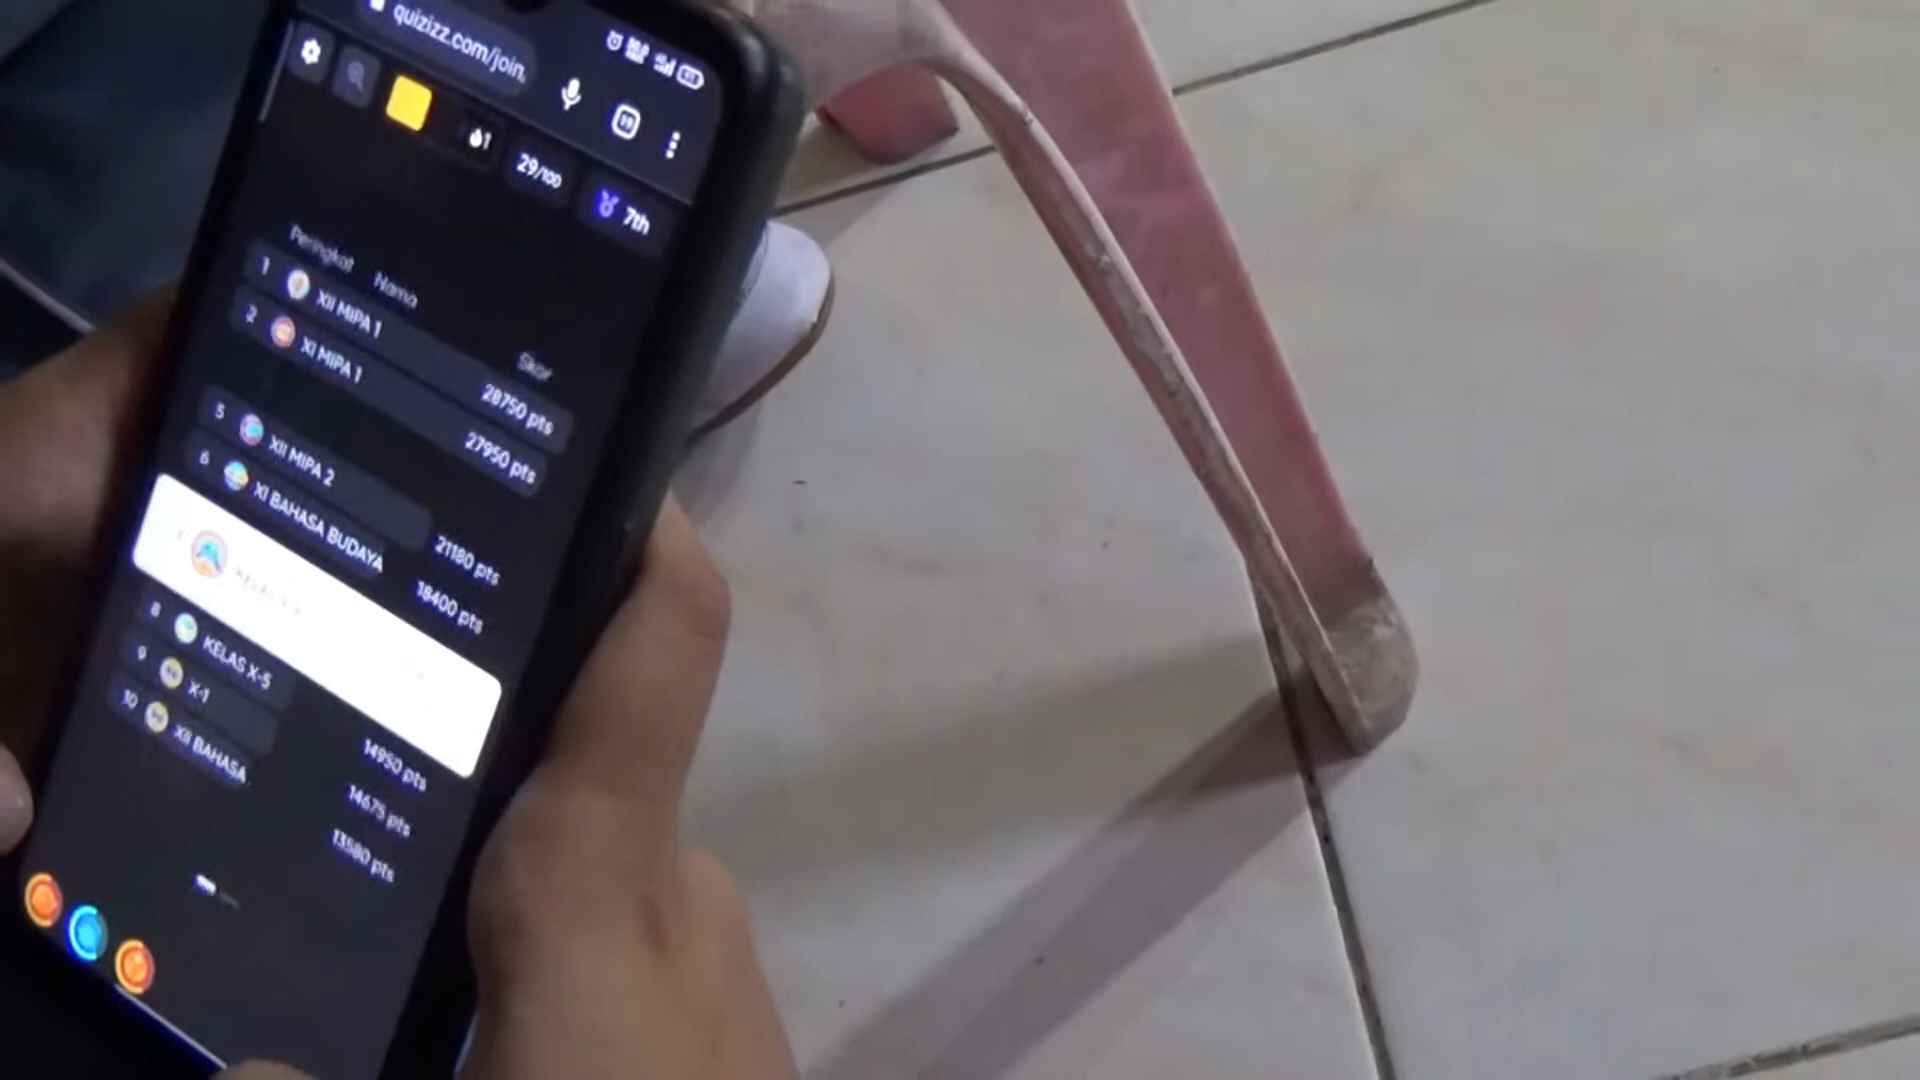 quizizz.com/join
19
1
29/100
7th
Peringkat Nama Skor
1 XII MIPA 1 28750 pts
2 XI MIPA 1 27950 pts
5 XII MIPA 2 21180 pts
6 XI BAHASA BUDAYA 18400 pts
8 KELAS X-5 14950 pts
9 X-1 14675 pts
10 XII BAHASA 13580 pts